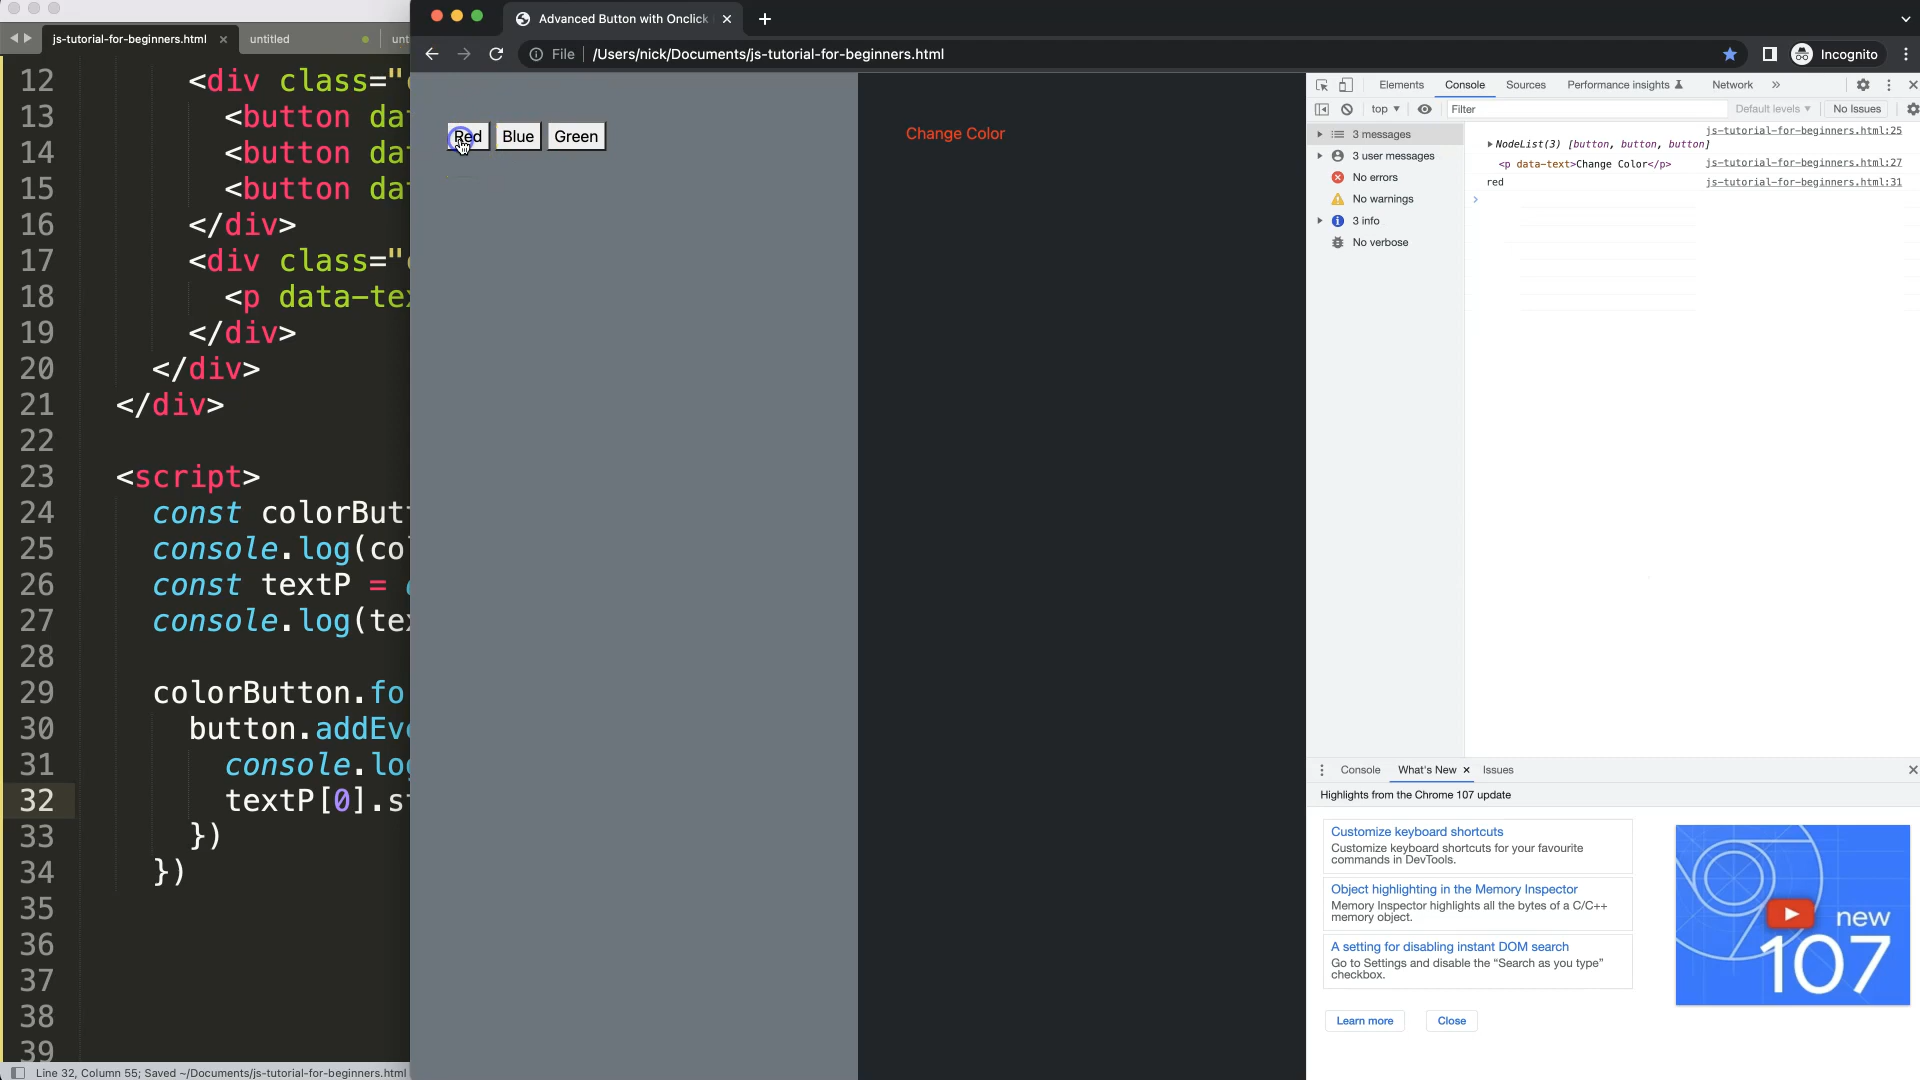 js-tutorial-for-beginners.html
untitled
unt
12 <div class="
13 <button da
14 <button da
15 <button da
16 </div>
17 <div class="
18 <p data-te
19 </div>
20 </div>
21 </div>
22
23 <script>
24 const colorBut
25 console.log(co
26 const textP =
27 console.log(te
28
29 colorButton.fo
30 button.addEve
31 console.log
32 textP[0].s
33 })
34 })
35
36
37
38
39
Line 32, Column 55; Saved ~/Documents/js-tutorial-for-beginners.html
Advanced Button with Onclick
File /Users/nick/Documents/js-tutorial-for-beginners.html
Incognito
Red Blue Green
Change Color
Elements Console Sources Performance insights Network
top Filter Default levels No Issues
3 messages
3 user messages
No errors
No warnings
3 info
No verbose
js-tutorial-for-beginners.html:25
NodeList(3) [button, button, button]
<p data-text>Change Color</p> js-tutorial-for-beginners.html:27
red js-tutorial-for-beginners.html:31
Console What's New Issues
Highlights from the Chrome 107 update
Customize keyboard shortcuts
Customize keyboard shortcuts for your favourite
commands in DevTools.
Object highlighting in the Memory Inspector
Memory Inspector highlights all the bytes of a C/C++
memory object.
A setting for disabling instant DOM search
Go to Settings and disable the “Search as you type”
checkbox.
Learn more Close
new
107